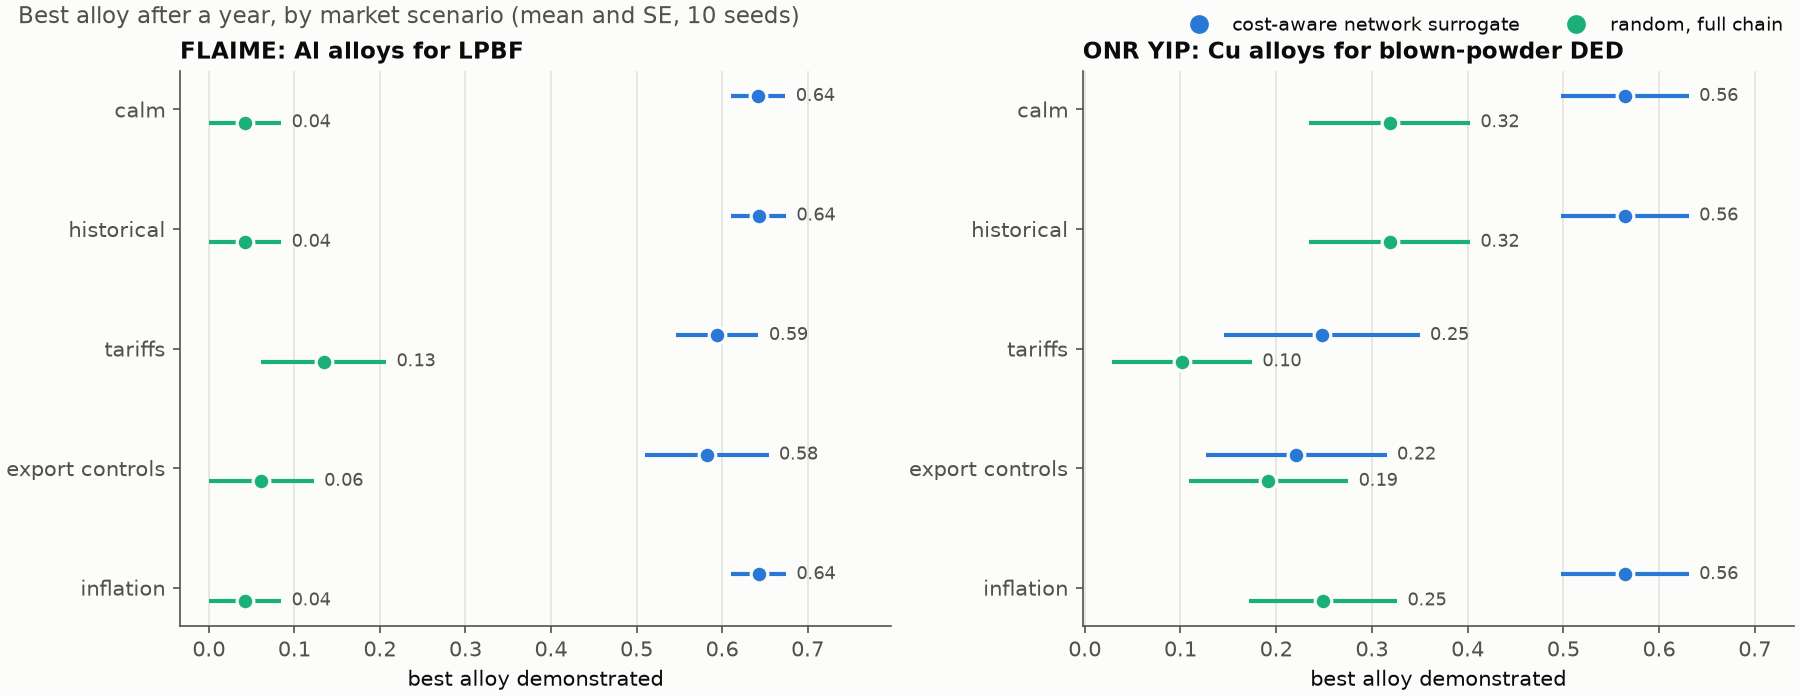 Best alloy after a year, by market scenario (mean and SE, 10 seeds)
cost-aware network surrogate
random, full chain
FLAIME: Al alloys for LPBF
calm
0.64
0.04
historical
0.64
0.04
tariffs
0.59
0.13
export controls
0.58
0.06
inflation
0.64
0.04
0.0 0.1 0.2 0.3 0.4 0.5 0.6 0.7
best alloy demonstrated
ONR YIP: Cu alloys for blown-powder DED
calm
0.56
0.32
historical
0.56
0.32
tariffs
0.25
0.10
export controls
0.22
0.19
inflation
0.56
0.25
0.0 0.1 0.2 0.3 0.4 0.5 0.6 0.7
best alloy demonstrated